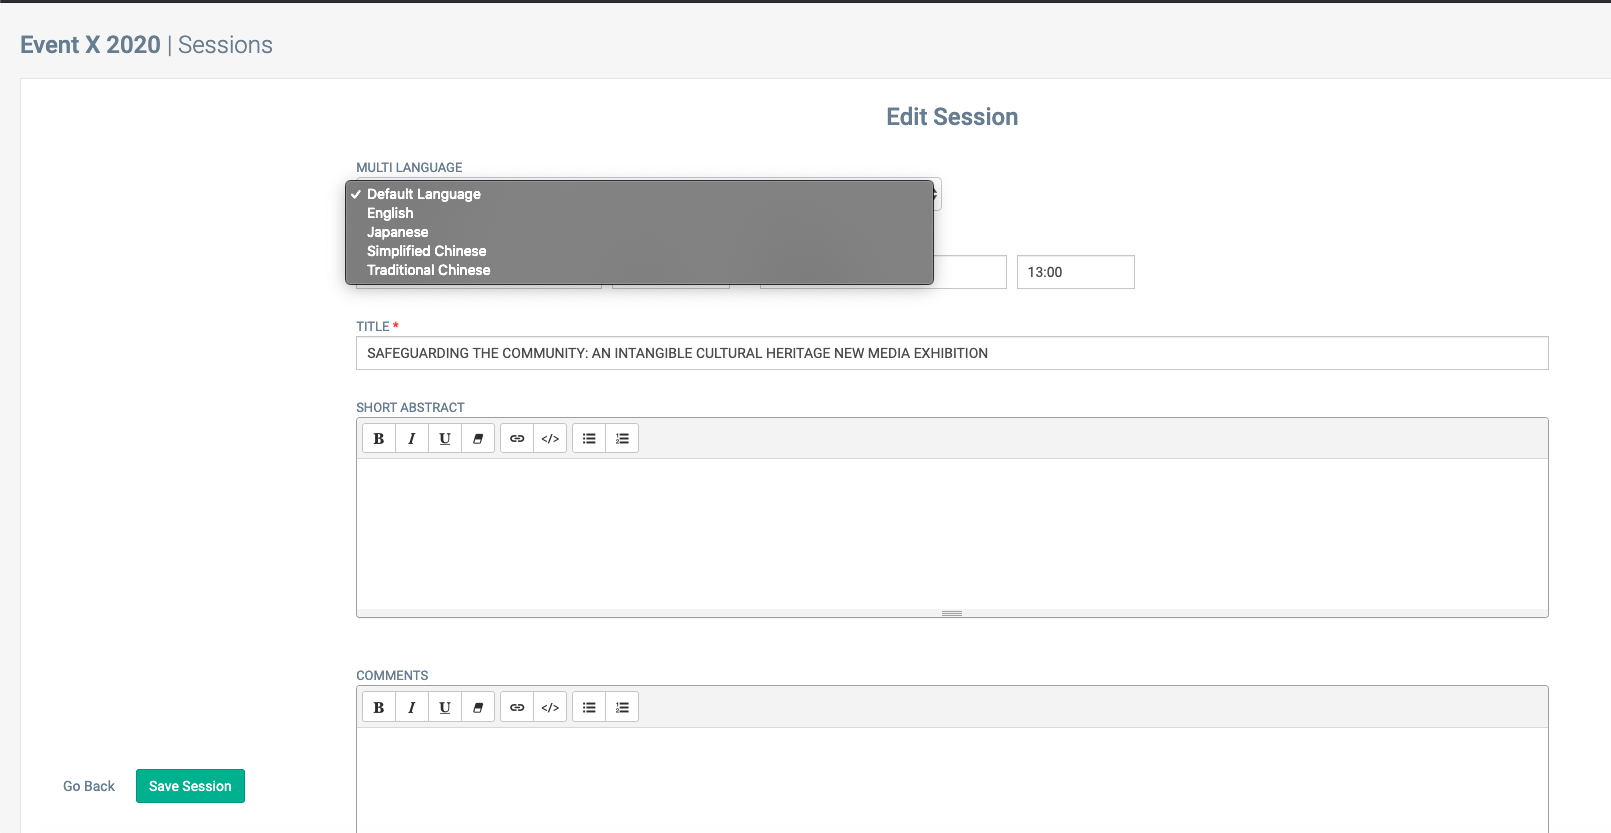 Event X 2020 | Sessions
Edit Session
MULTI LANGUAGE
Default Language
English
Japanese
Simplified Chinese
Traditional Chinese
13:00
TITLE *
SAFEGUARDING THE COMMUNITY: AN INTANGIBLE CULTURAL HERITAGE NEW MEDIA EXHIBITION
SHORT ABSTRACT
B I U </>
COMMENTS
B I U </>
Go Back Save Session